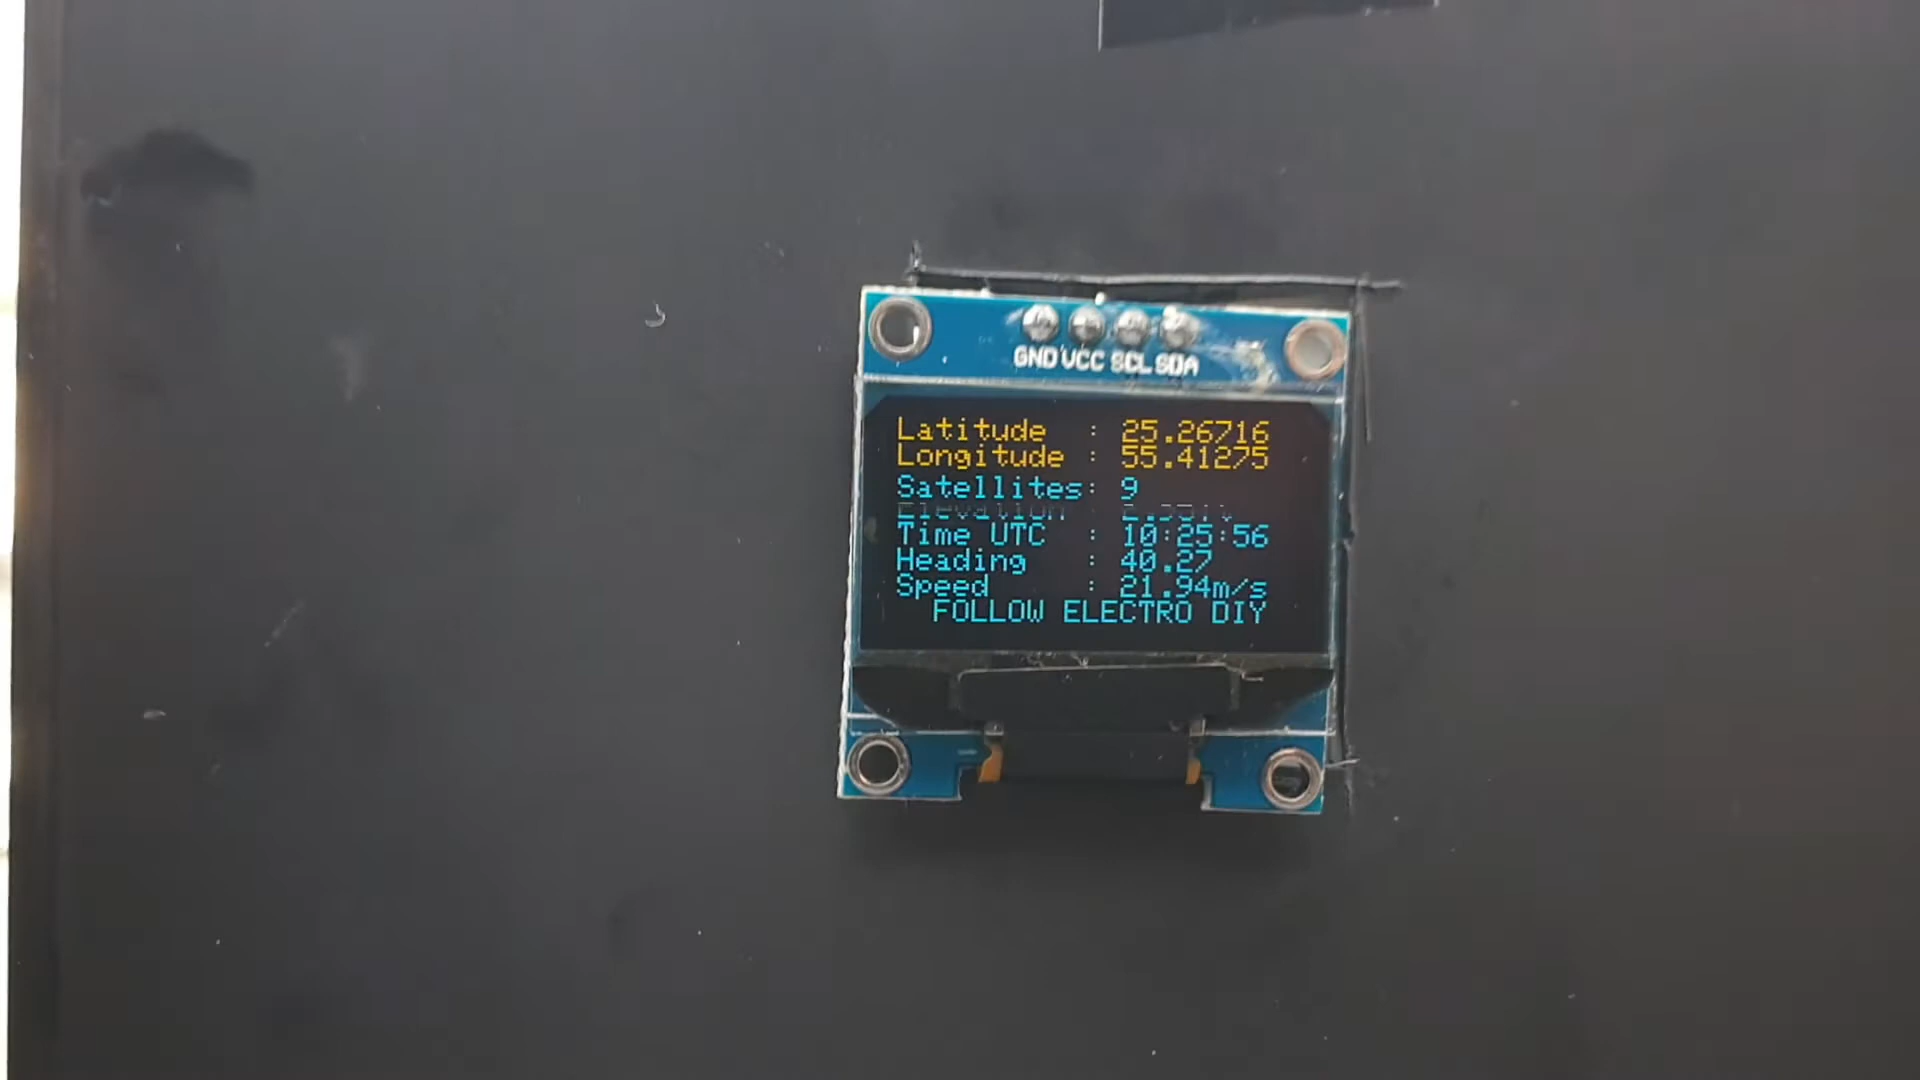 GND VCC SCL SDA
Latitude : 25.26716
Longitude : 55.41275
Satellites: 9
Elevation :
Time UTC : 10:25:56
Heading : 40.27
Speed : 21.94m/s
FOLLOW ELECTRO DIY